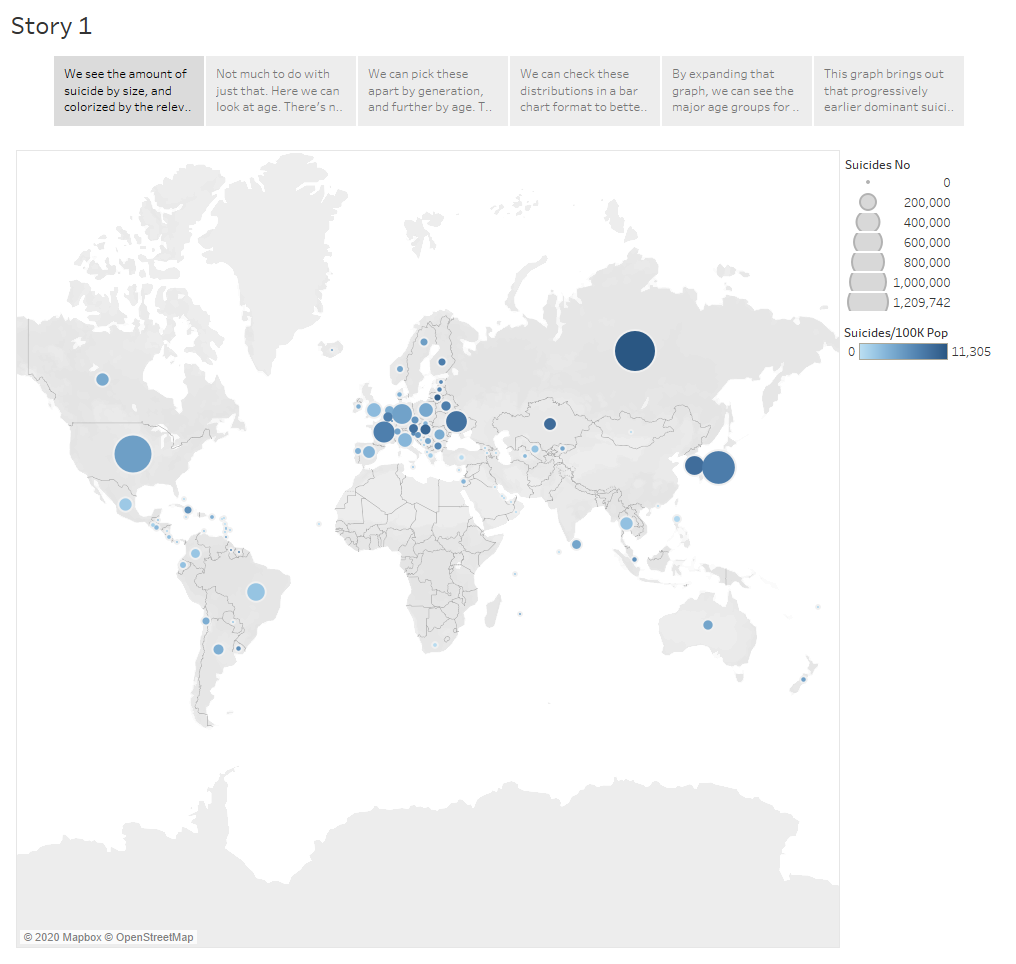 Story 1
We see the amount of
suicide by size, and
colorized by the relev..
Not much to do with
just that. Here we can
look at age. There's n..
We can pick these
apart by generation,
and further by age. T..
We can check these
distributions in a bar
chart format to bette..
By expanding that
graph, we can see the
major age groups for ..
This graph brings out
that progressively
earlier dominant suici..
Suicides No
0
200,000
400,000
600,000
800,000
1,000,000
1,209,742
Suicides/100K Pop
0 11,305
© 2020 Mapbox © OpenStreetMap